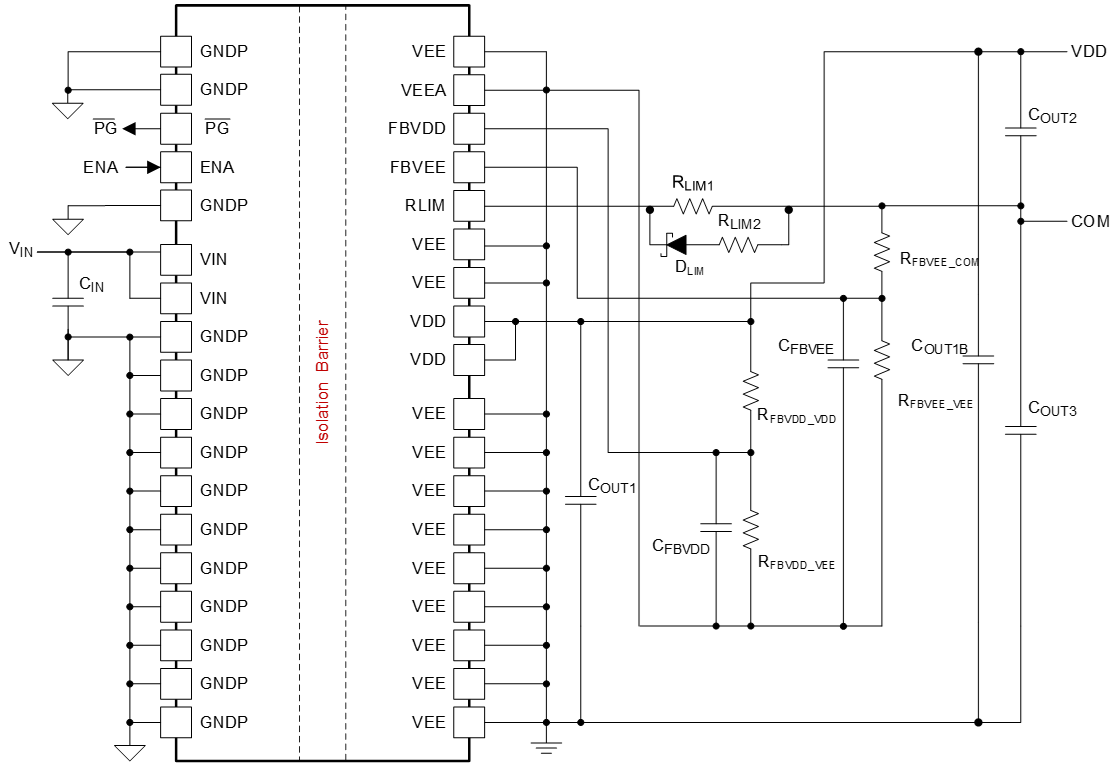 GNDP
GNDP
PG
PG
ENA
ENA
GNDP
VIN
VIN
CIN
VIN
GNDP
GNDP
GNDP
GNDP
GNDP
GNDP
GNDP
GNDP
GNDP
GNDP
GNDP
Isolation Barrier
VEE
VEEA
FBVDD
FBVEE
RLIM
VEE
VEE
VDD
VDD
VEE
VEE
VEE
VEE
VEE
VEE
VEE
VEE
VEE
RLIM1
RLIM2
DLIM
VDD
COUT2
COM
RFBVEE_COM
CFBVEE
COUT1B
RFBVEE_VEE
RFBVDD_VDD
COUT3
COUT1
CFBVDD
RFBVDD_VEE